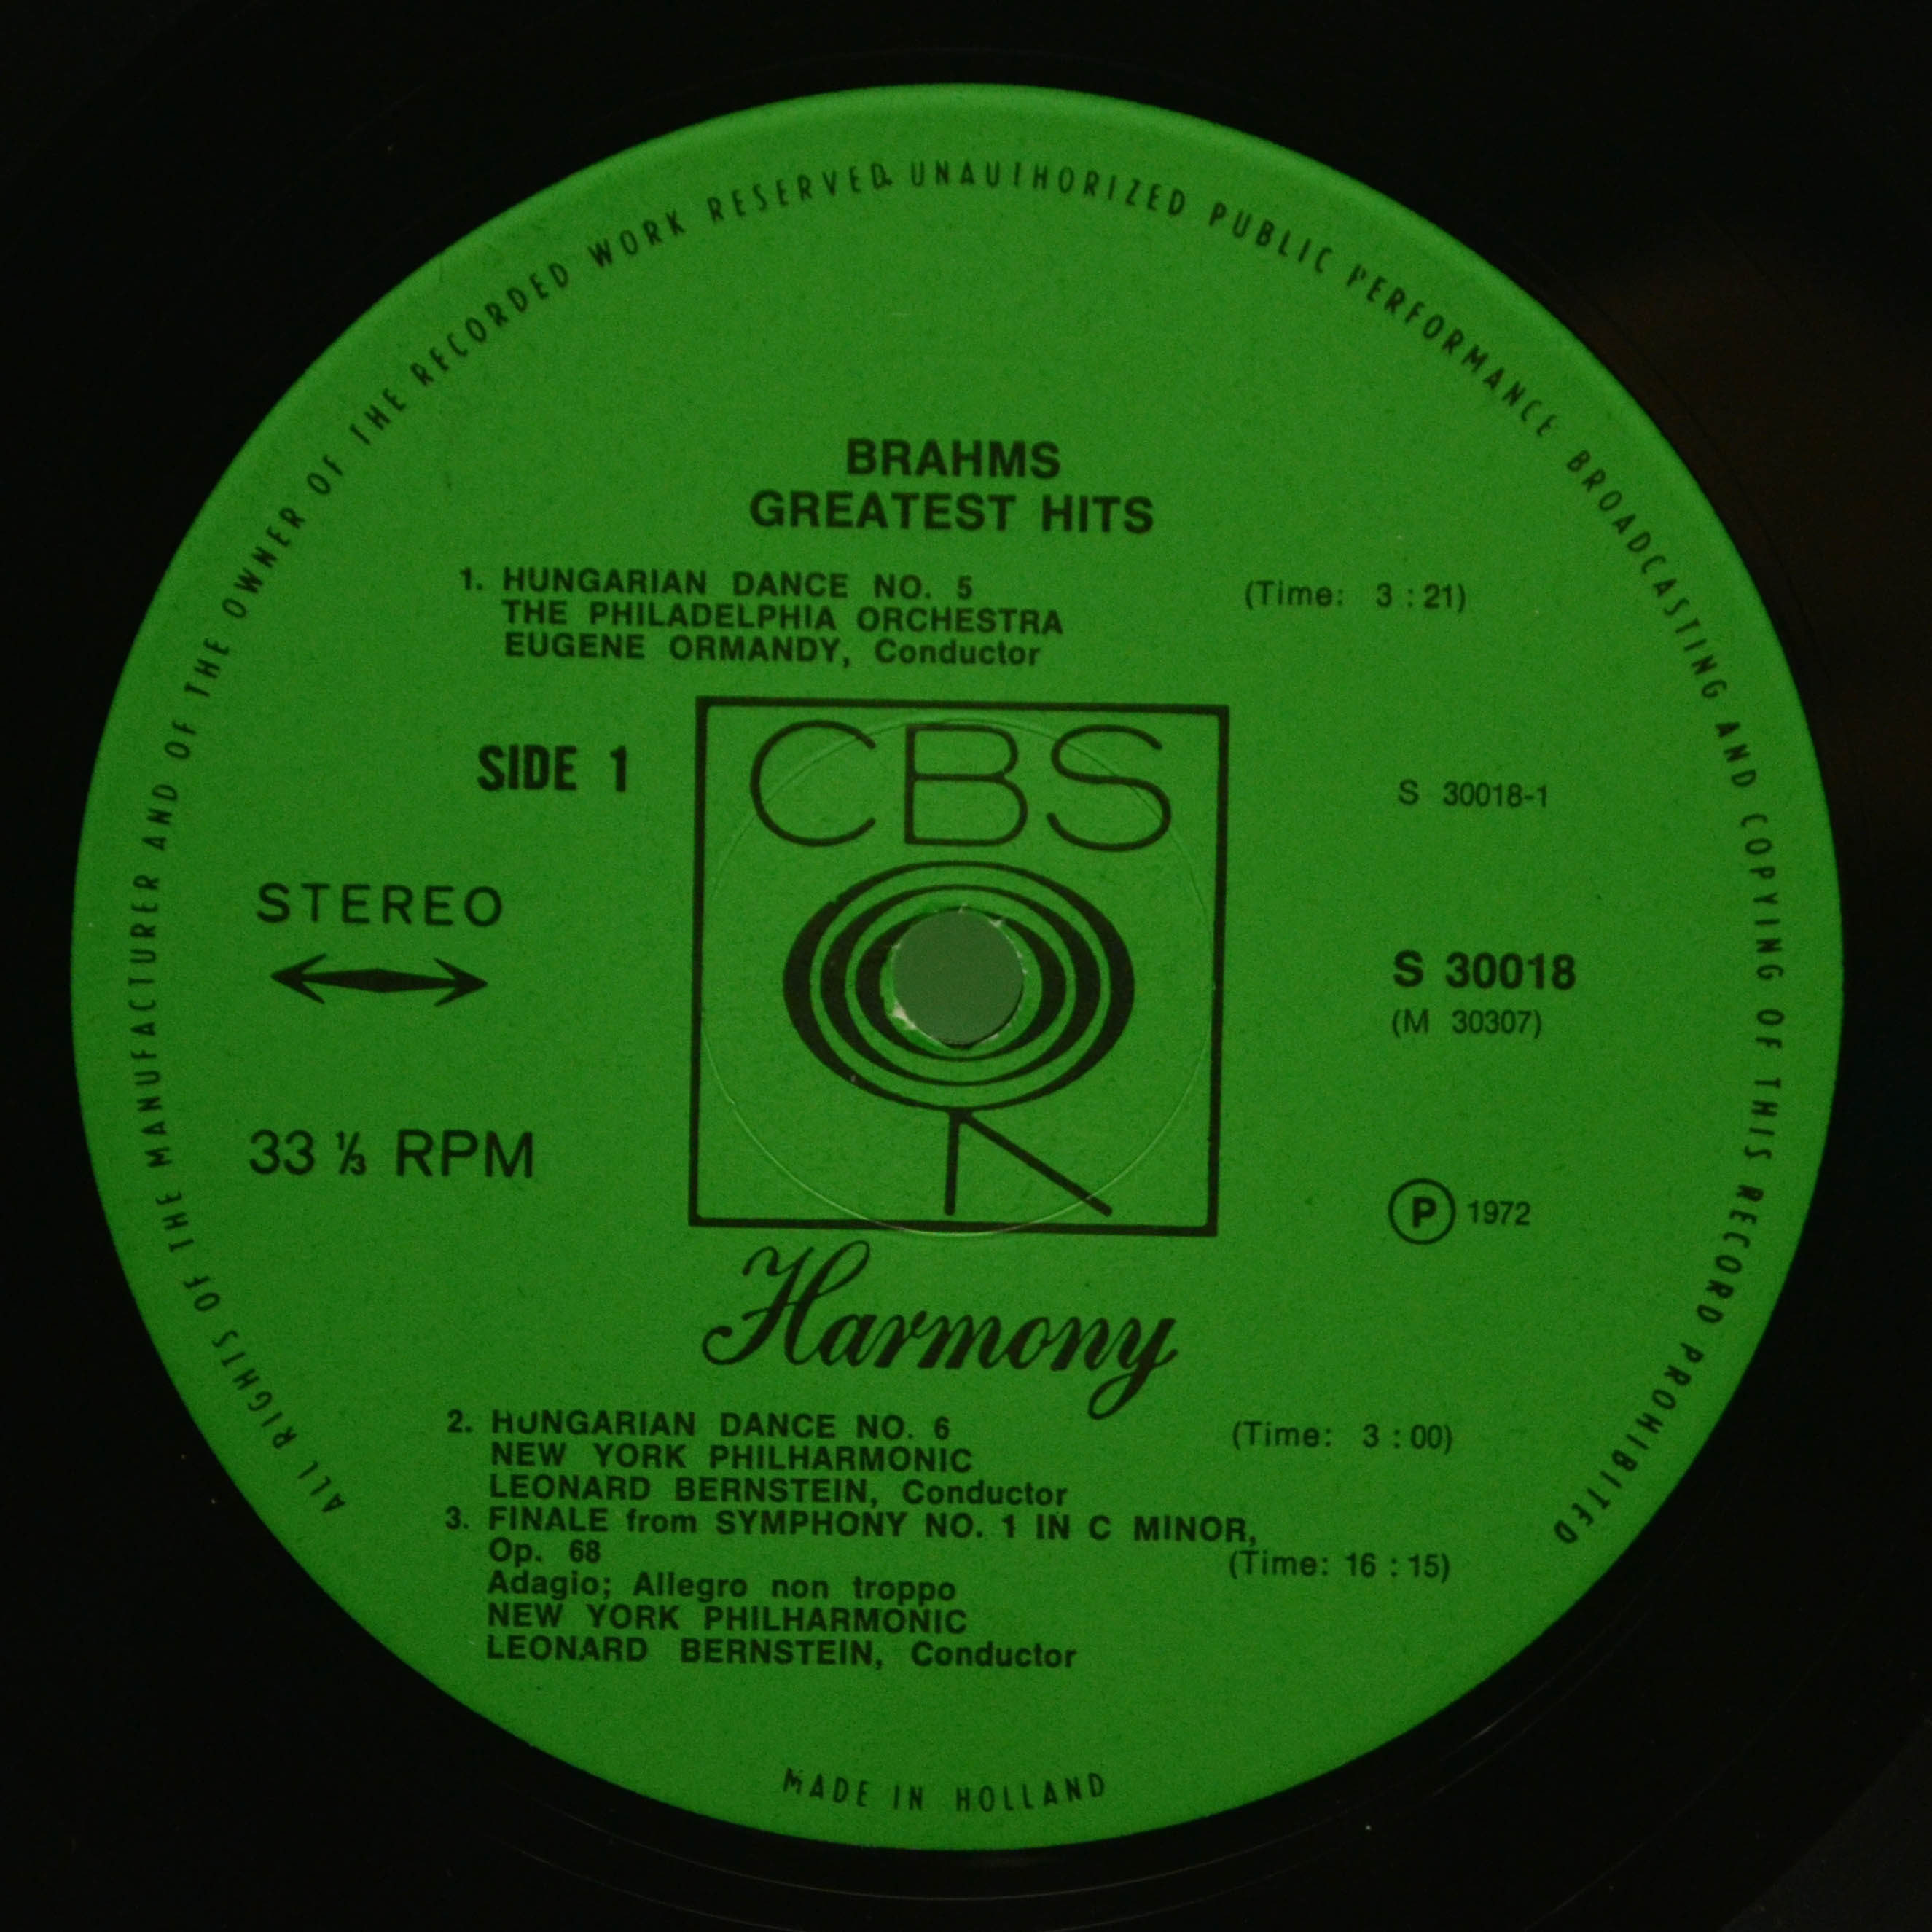 ALL RIGHTS OF THE MANUFACTURER AND OF THE OWNER OF THE RECORDED WORK RESERVED. UNAUTHORIZED PUBLIC PERFORMANCE BROADCASTING AND COPYING OF THIS RECORD PROHIBITED
BRAHMS
GREATEST HITS
1. HUNGARIAN DANCE NO. 5 (Time: 3 : 21)
THE PHILADELPHIA ORCHESTRA
EUGENE ORMANDY, Conductor
CBS
SIDE 1
S 30018-1
STEREO
S 30018
(M 30307)
33 ⅓ RPM
Ⓟ 1972
Harmony
2. HUNGARIAN DANCE NO. 6 (Time: 3 : 00)
NEW YORK PHILHARMONIC
LEONARD BERNSTEIN, Conductor
3. FINALE from SYMPHONY NO. 1 IN C MINOR,
Op. 68 (Time: 16 : 15)
Adagio; Allegro non troppo
NEW YORK PHILHARMONIC
LEONARD BERNSTEIN, Conductor
MADE IN HOLLAND